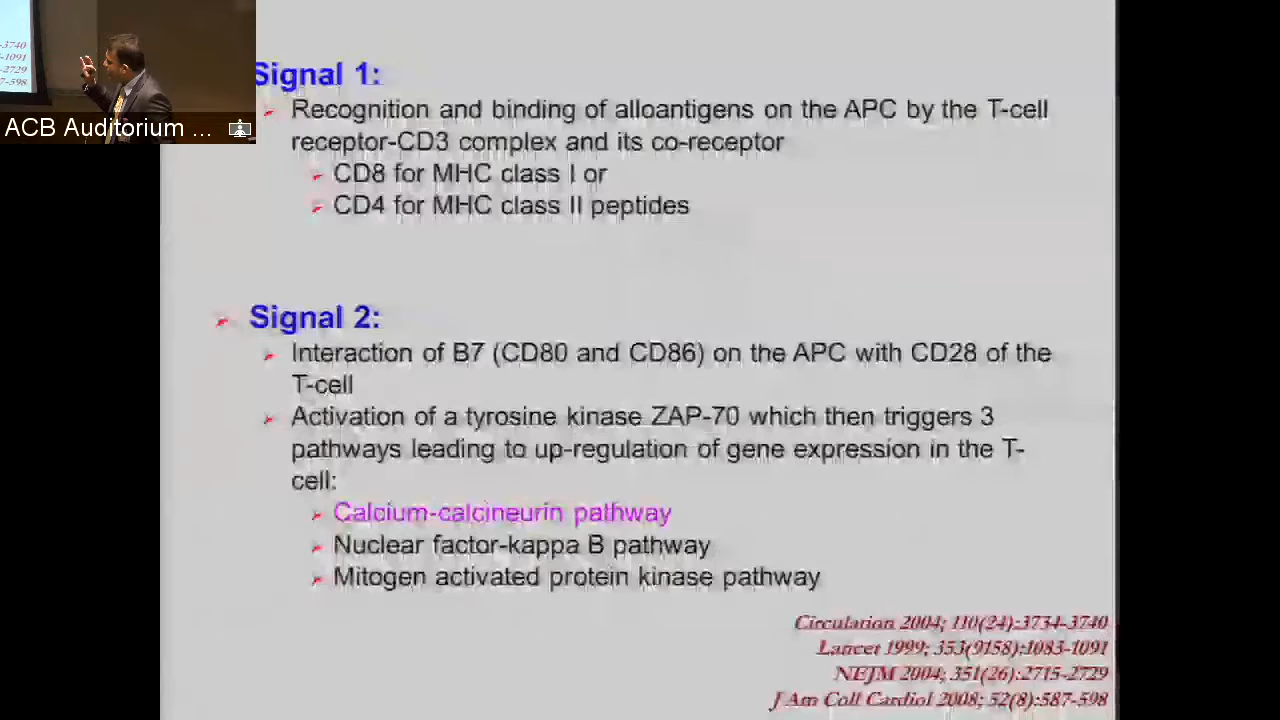 -3740
-1091
-2729
7-598
ACB Auditorium ...
Signal 1:
Recognition and binding of alloantigens on the APC by the T-cell
receptor-CD3 complex and its co-receptor
CD8 for MHC class I or
CD4 for MHC class II peptides
Signal 2:
Interaction of B7 (CD80 and CD86) on the APC with CD28 of the
T-cell
Activation of a tyrosine kinase ZAP-70 which then triggers 3
pathways leading to up-regulation of gene expression in the T-
cell:
Calcium-calcineurin pathway
Nuclear factor-kappa B pathway
Mitogen activated protein kinase pathway
Circulation 2004; 110(24):3734-3740
Lancet 1999; 353(9158):1083-1091
NEJM 2004; 351(26):2715-2729
J Am Coll Cardiol 2008; 52(8):587-598